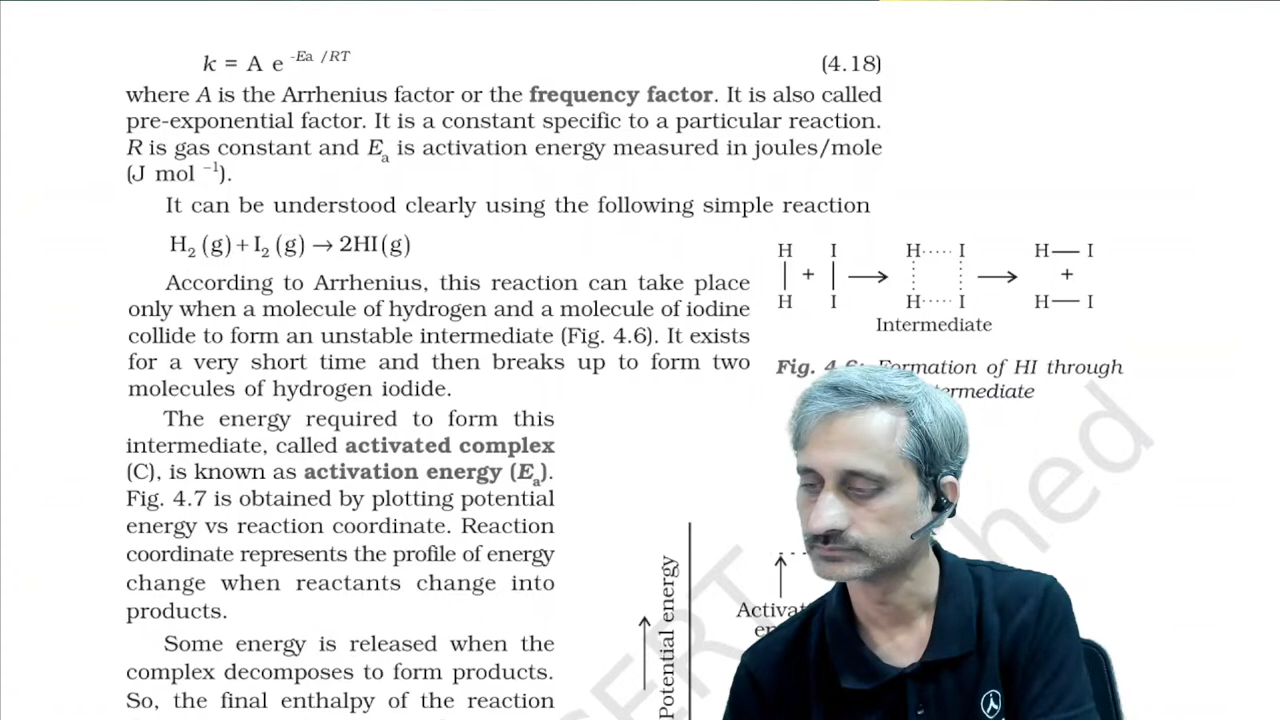 k = A e -Ea /RT (4.18)
where A is the Arrhenius factor or the frequency factor. It is also called
pre-exponential factor. It is a constant specific to a particular reaction.
R is gas constant and Ea is activation energy measured in joules/mole
(J mol –1).
It can be understood clearly using the following simple reaction
H2 (g) + I2 (g) → 2HI (g)
According to Arrhenius, this reaction can take place
only when a molecule of hydrogen and a molecule of iodine
collide to form an unstable intermediate (Fig. 4.6). It exists
for a very short time and then breaks up to form two
molecules of hydrogen iodide.
H I H I H I
+ → → +
H I H I H I
Intermediate
Fig. Formation of HI through
The energy required to form this
intermediate, called activated complex
(C), is known as activation energy (Ea).
Fig. 4.7 is obtained by plotting potential
energy vs reaction coordinate. Reaction
coordinate represents the profile of energy
change when reactants change into
products.
Some energy is released when the
complex decomposes to form products.
So, the final enthalpy of the reaction
Potential energy